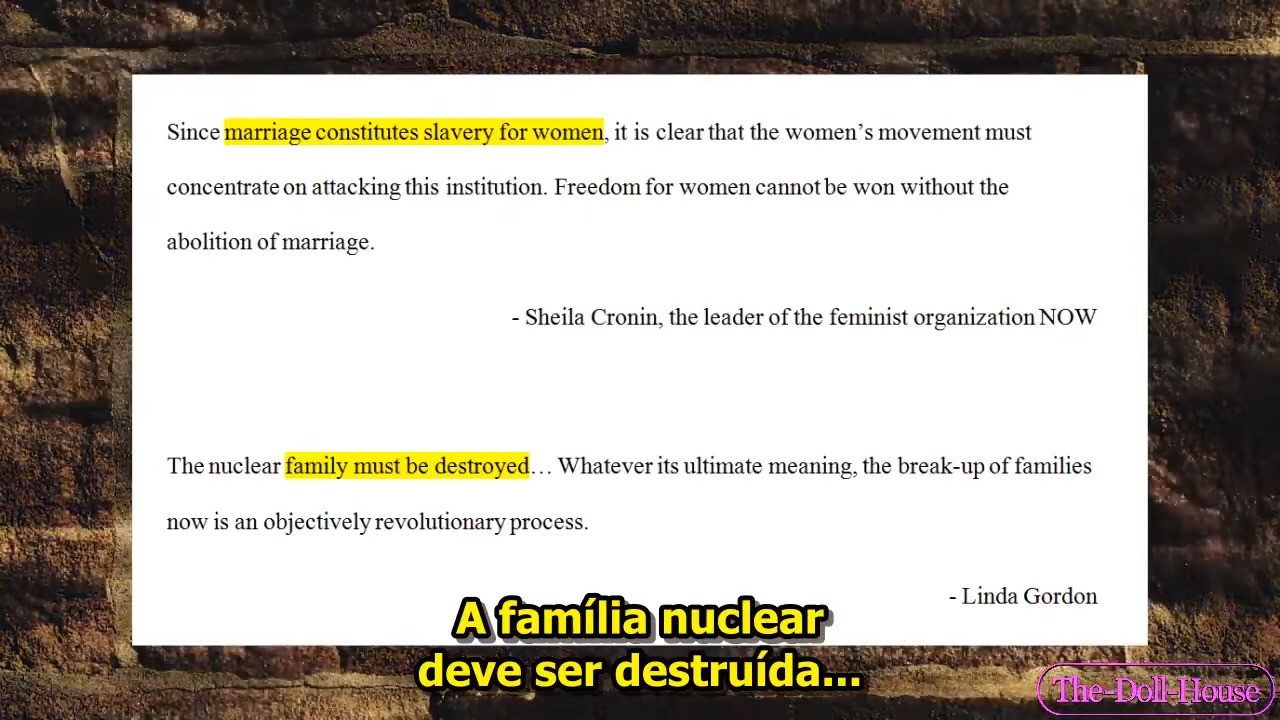 Since marriage constitutes slavery for women, it is clear that the women's movement must
concentrate on attacking this institution. Freedom for women cannot be won without the
abolition of marriage.
- Sheila Cronin, the leader of the feminist organization NOW
The nuclear family must be destroyed… Whatever its ultimate meaning, the break-up of families
now is an objectively revolutionary process.
- Linda Gordon
A família nuclear
deve ser destruída...
The-Doll-House